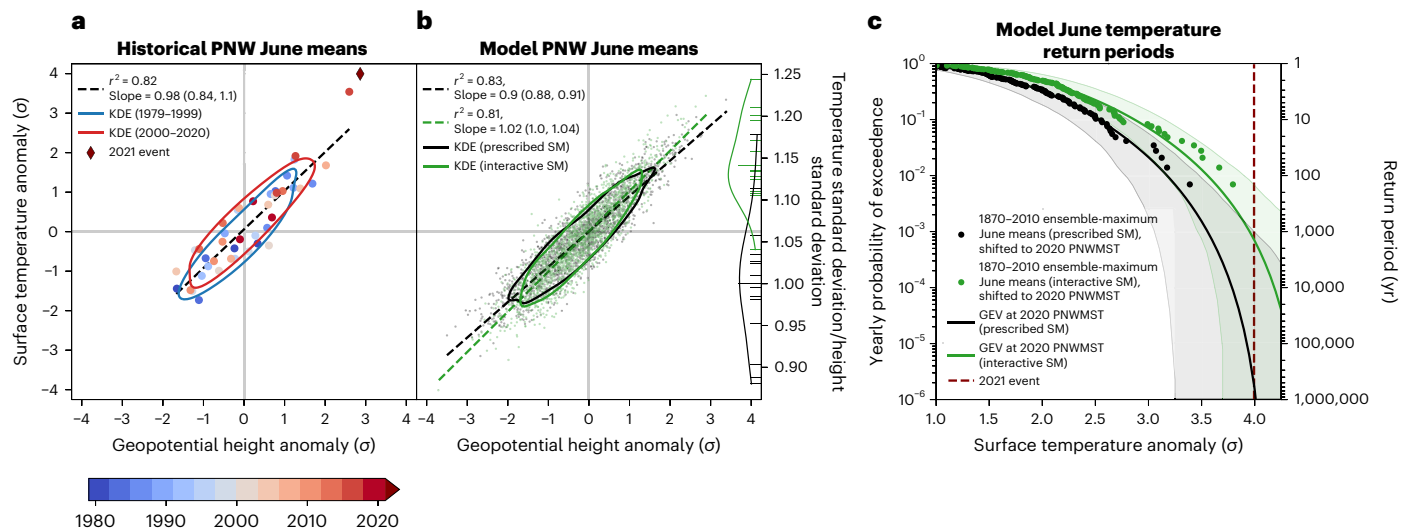 a
Historical PNW June means
r² = 0.82
Slope = 0.98 (0.84, 1.1)
KDE (1979–1999)
KDE (2000–2020)
2021 event
Surface temperature anomaly (σ)
4
3
2
1
0
−1
−2
−3
−4
−4
−3
−2
−1
0
1
2
3
4
Geopotential height anomaly (σ)
1980
1990
2000
2010
2020
b
Model PNW June means
r² = 0.83,
Slope = 0.9 (0.88, 0.91)
r² = 0.81,
Slope = 1.02 (1.0, 1.04)
KDE (prescribed SM)
KDE (interactive SM)
−4
−3
−2
−1
0
1
2
3
4
Geopotential height anomaly (σ)
1.25
1.20
1.15
1.10
1.05
1.00
0.95
0.90
Temperature standard deviation/height
standard deviation
c
Model June temperature
return periods
Yearly probability of exceedence
10⁰
10⁻¹
10⁻²
10⁻³
10⁻⁴
10⁻⁵
10⁻⁶
1870–2010 ensemble-maximum
June means (prescribed SM),
shifted to 2020 PNWMST
1870–2010 ensemble-maximum
June means (interactive SM),
shifted to 2020 PNWMST
GEV at 2020 PNWMST
(prescribed SM)
GEV at 2020 PNWMST
(interactive SM)
2021 event
1.0
1.5
2.0
2.5
3.0
3.5
4.0
Surface temperature anomaly (σ)
1
10
100
1,000
10,000
100,000
1,000,000
Return period (yr)